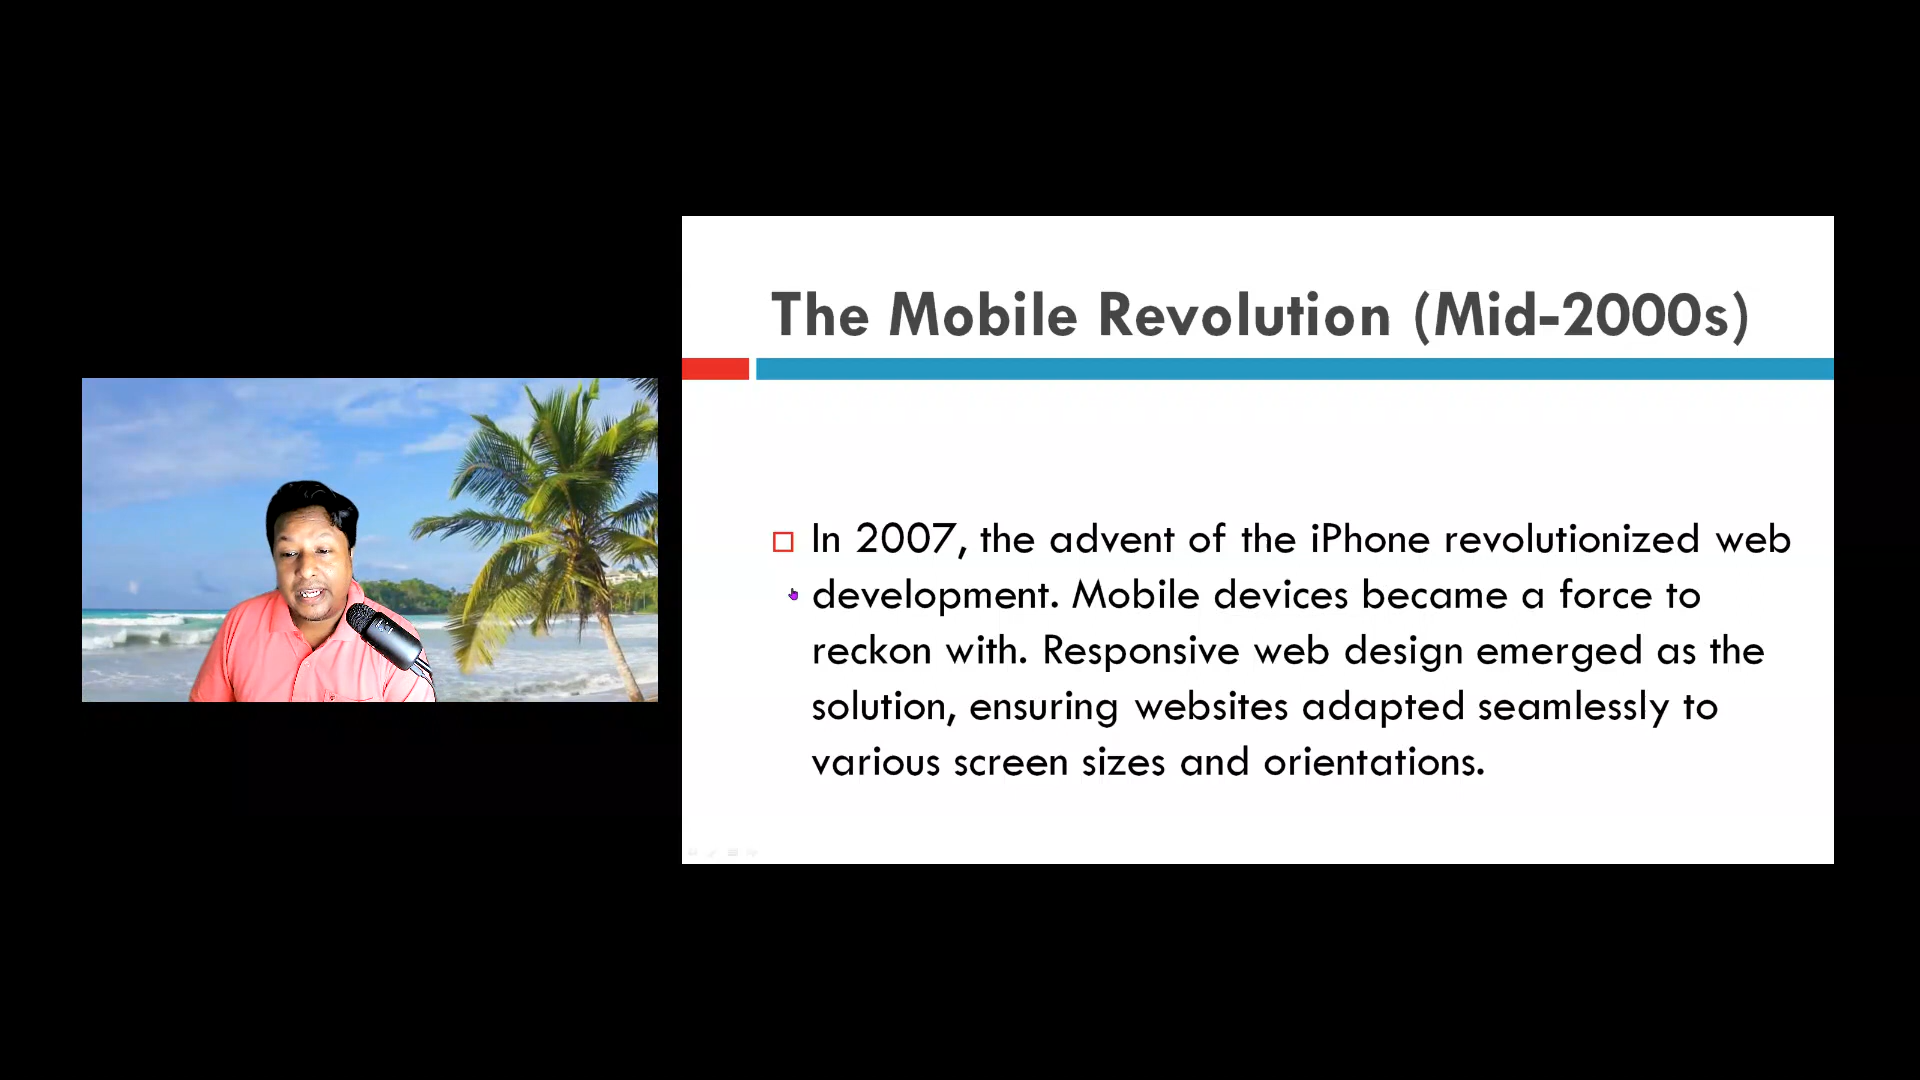 The Mobile Revolution (Mid-2000s)
In 2007, the advent of the iPhone revolutionized web
development. Mobile devices became a force to
reckon with. Responsive web design emerged as the
solution, ensuring websites adapted seamlessly to
various screen sizes and orientations.